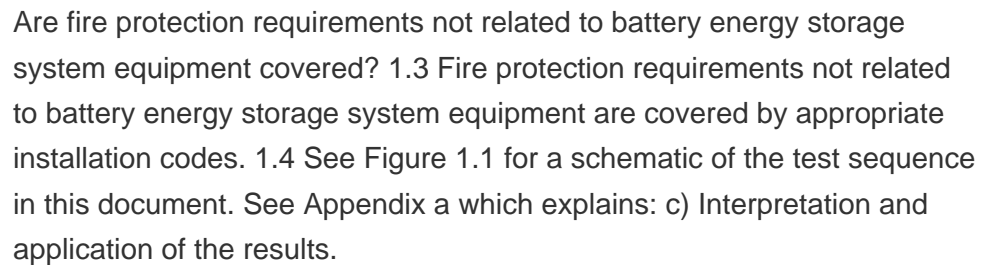 Are fire protection requirements not related to battery energy storage
system equipment covered? 1.3 Fire protection requirements not related
to battery energy storage system equipment are covered by appropriate
installation codes. 1.4 See Figure 1.1 for a schematic of the test sequence
in this document. See Appendix a which explains: c) Interpretation and
application of the results.